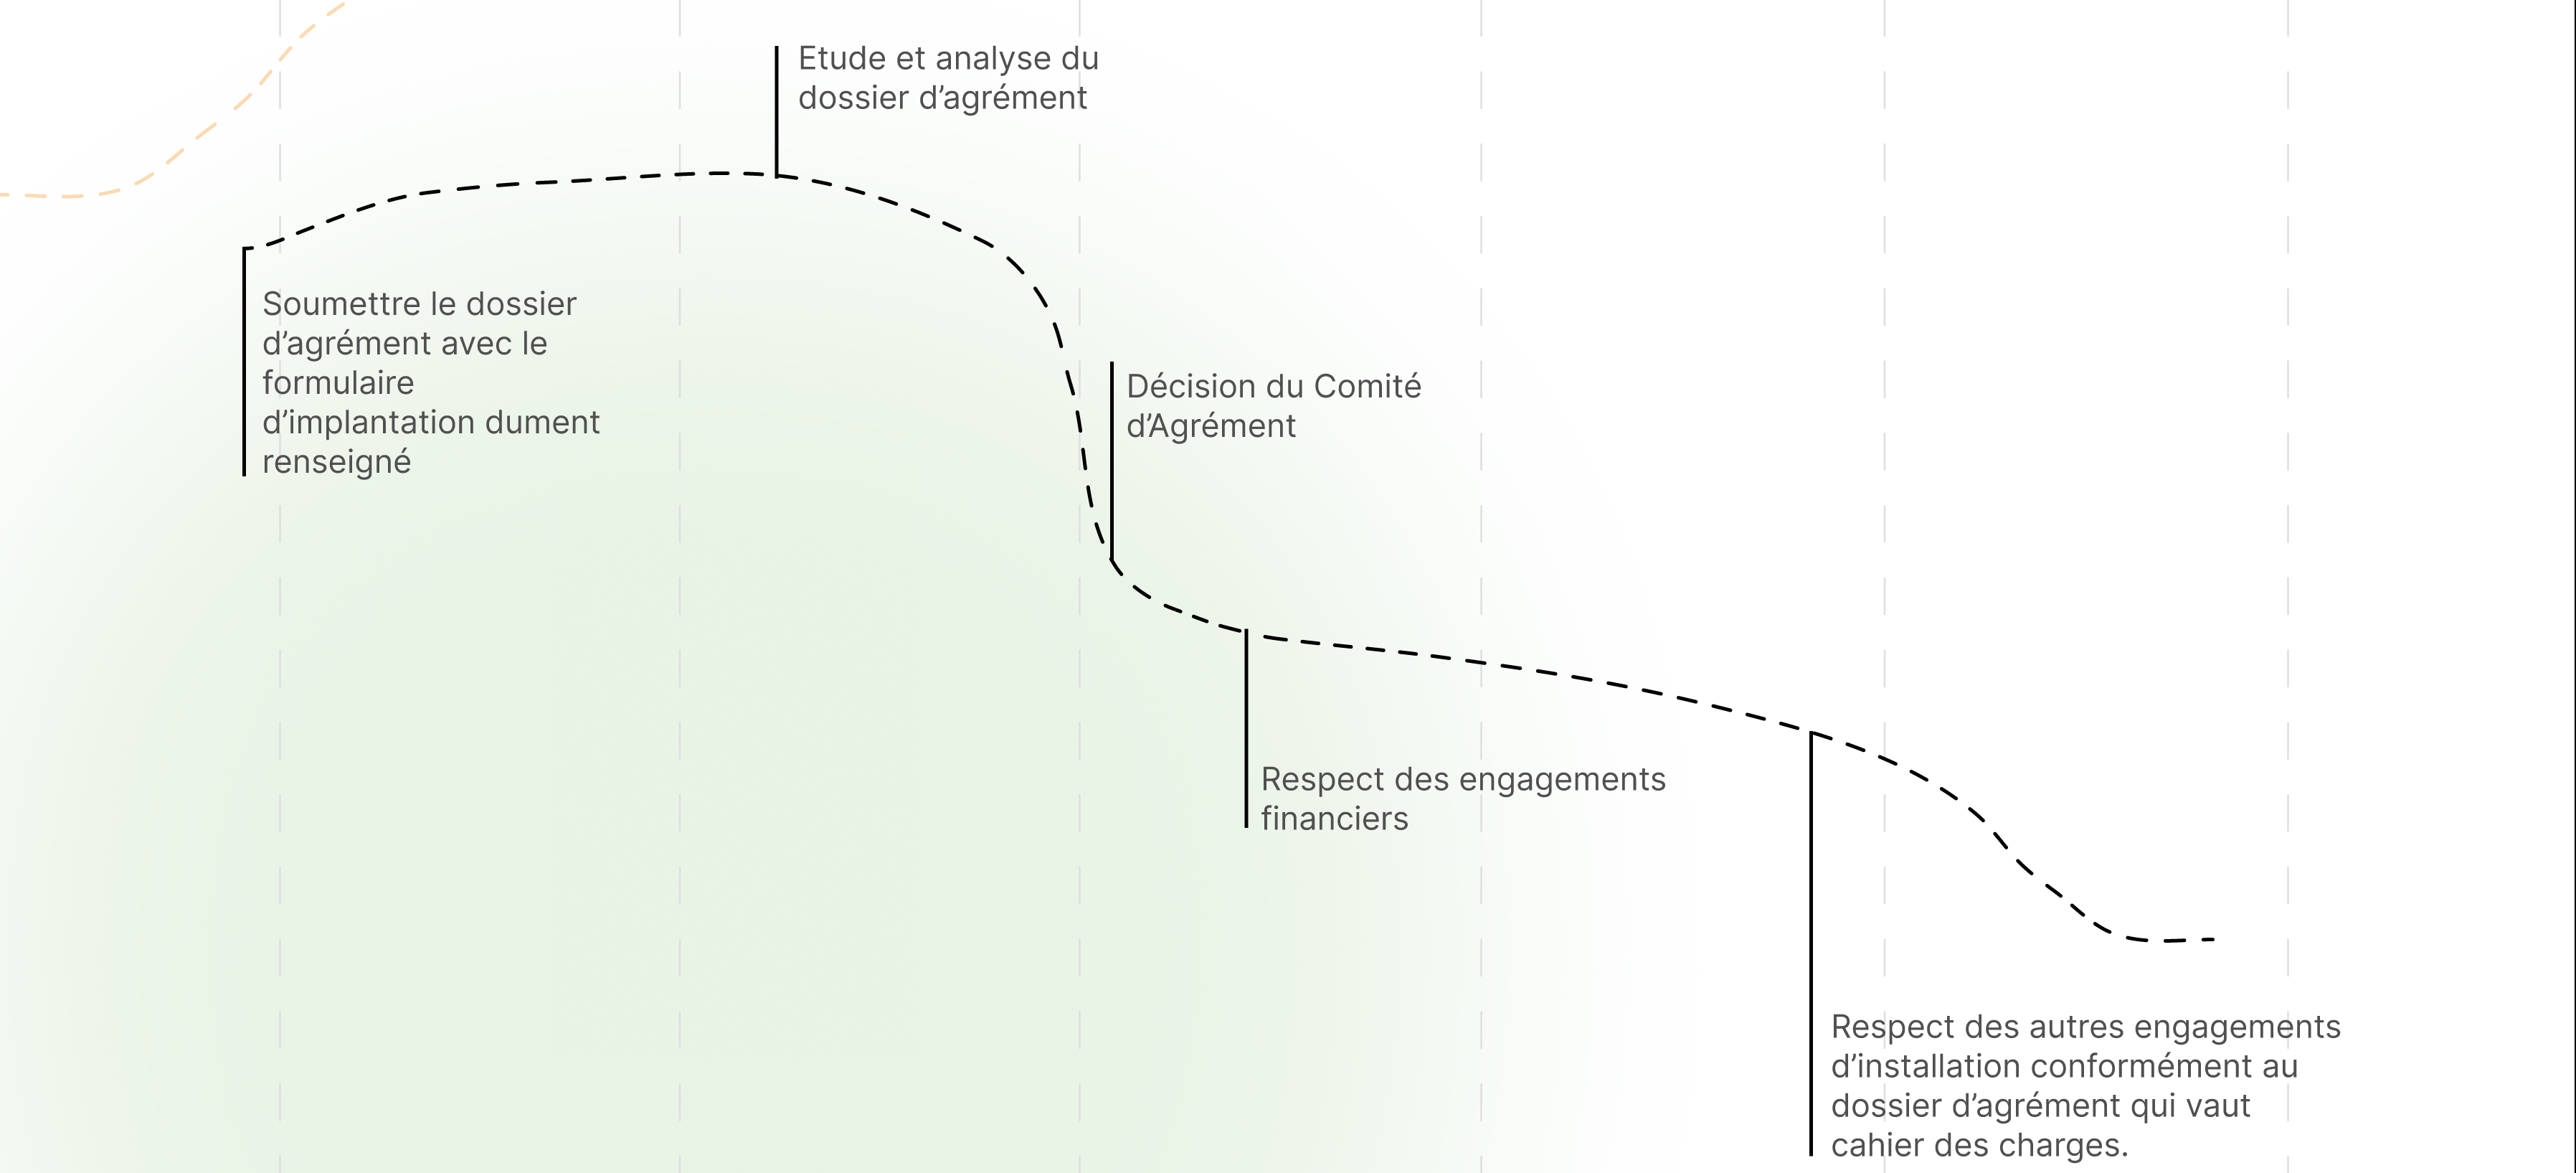 Etude et analyse du
dossier d’agrément
Soumettre le dossier
d’agrément avec le
formulaire
d’implantation dument
renseigné
Décision du Comité
d’Agrément
Respect des engagements
financiers
Respect des autres engagements
d’installation conformément au
dossier d’agrément qui vaut
cahier des charges.